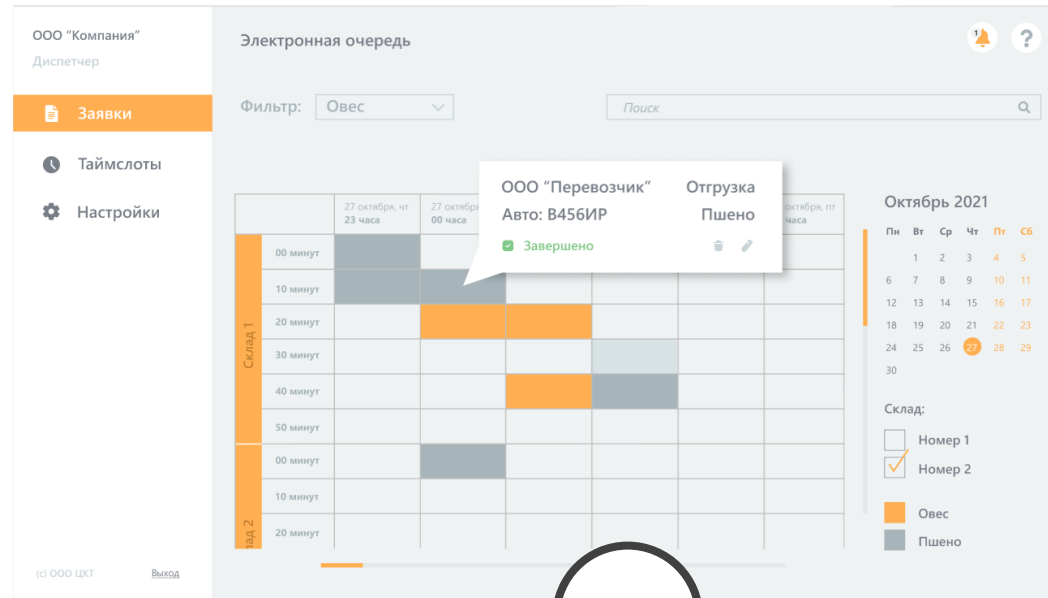 ООО “Компания”
Диспетчер
Заявки
Таймслоты
Настройки
(с) ООО ЦКТ Выход
Электронная очередь
1
?
Фильтр: Овес
Поиск
ООО “Перевозчик” Отгрузка
Авто: В456ИР Пшено
Завершено
27 октября, чт
23 часа
27 октября
00 часа
октября, пт
часа
Склад 1
00 минут
10 минут
20 минут
30 минут
40 минут
50 минут
лад 2
00 минут
10 минут
20 минут
Октябрь 2021
Пн Вт Ср Чт Пт Сб
1 2 3 4 5
6 7 8 9 10 11
12 13 14 15 16 17
18 19 20 21 22 23
24 25 26 27 28 29
30
Склад:
Номер 1
Номер 2
Овес
Пшено